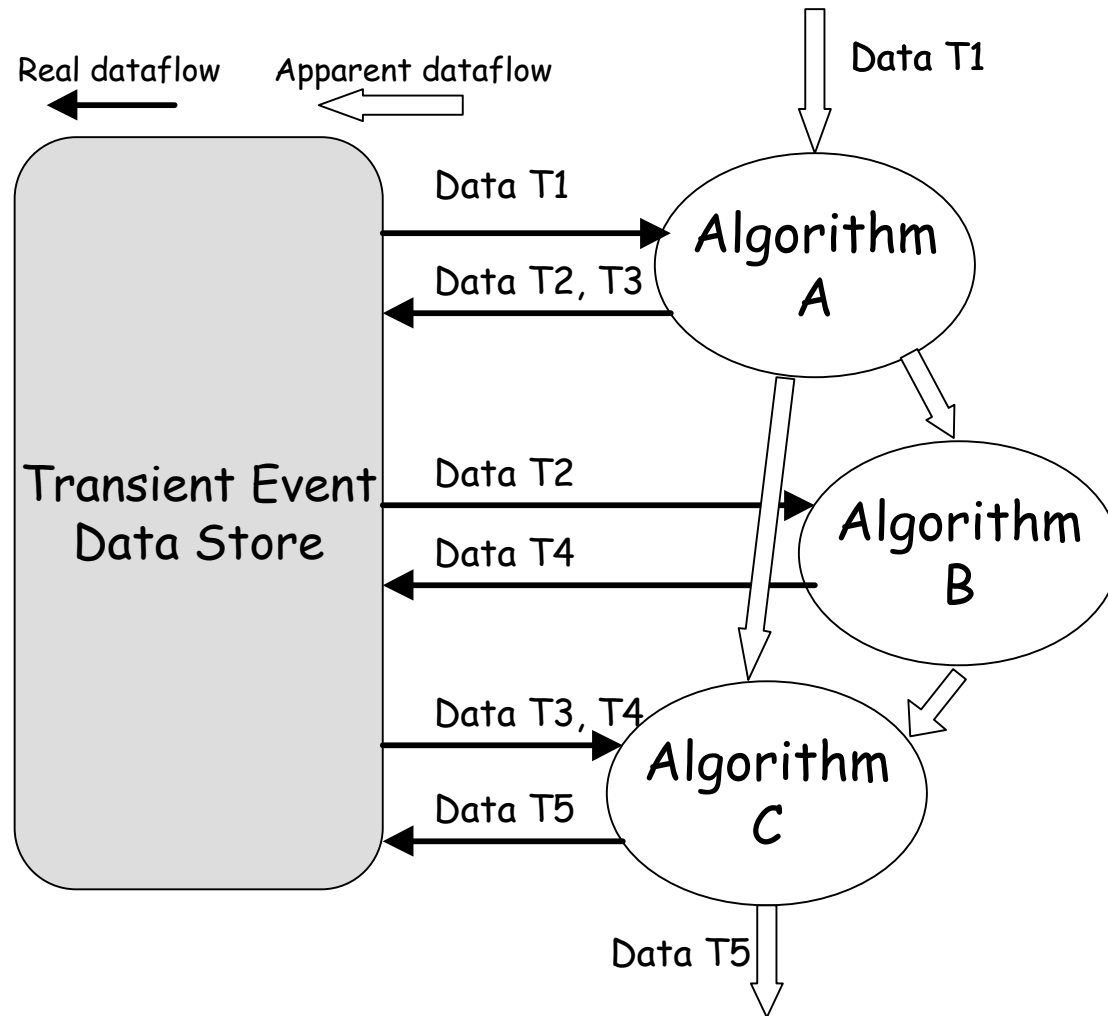 Data T1
Real dataflow
Apparent dataflow
Data T1
Algorithm
A
Data T2, T3
Transient Event
Data Store
Data T2
Algorithm
B
Data T4
Data T3, T4
Algorithm
C
Data T5
Data T5